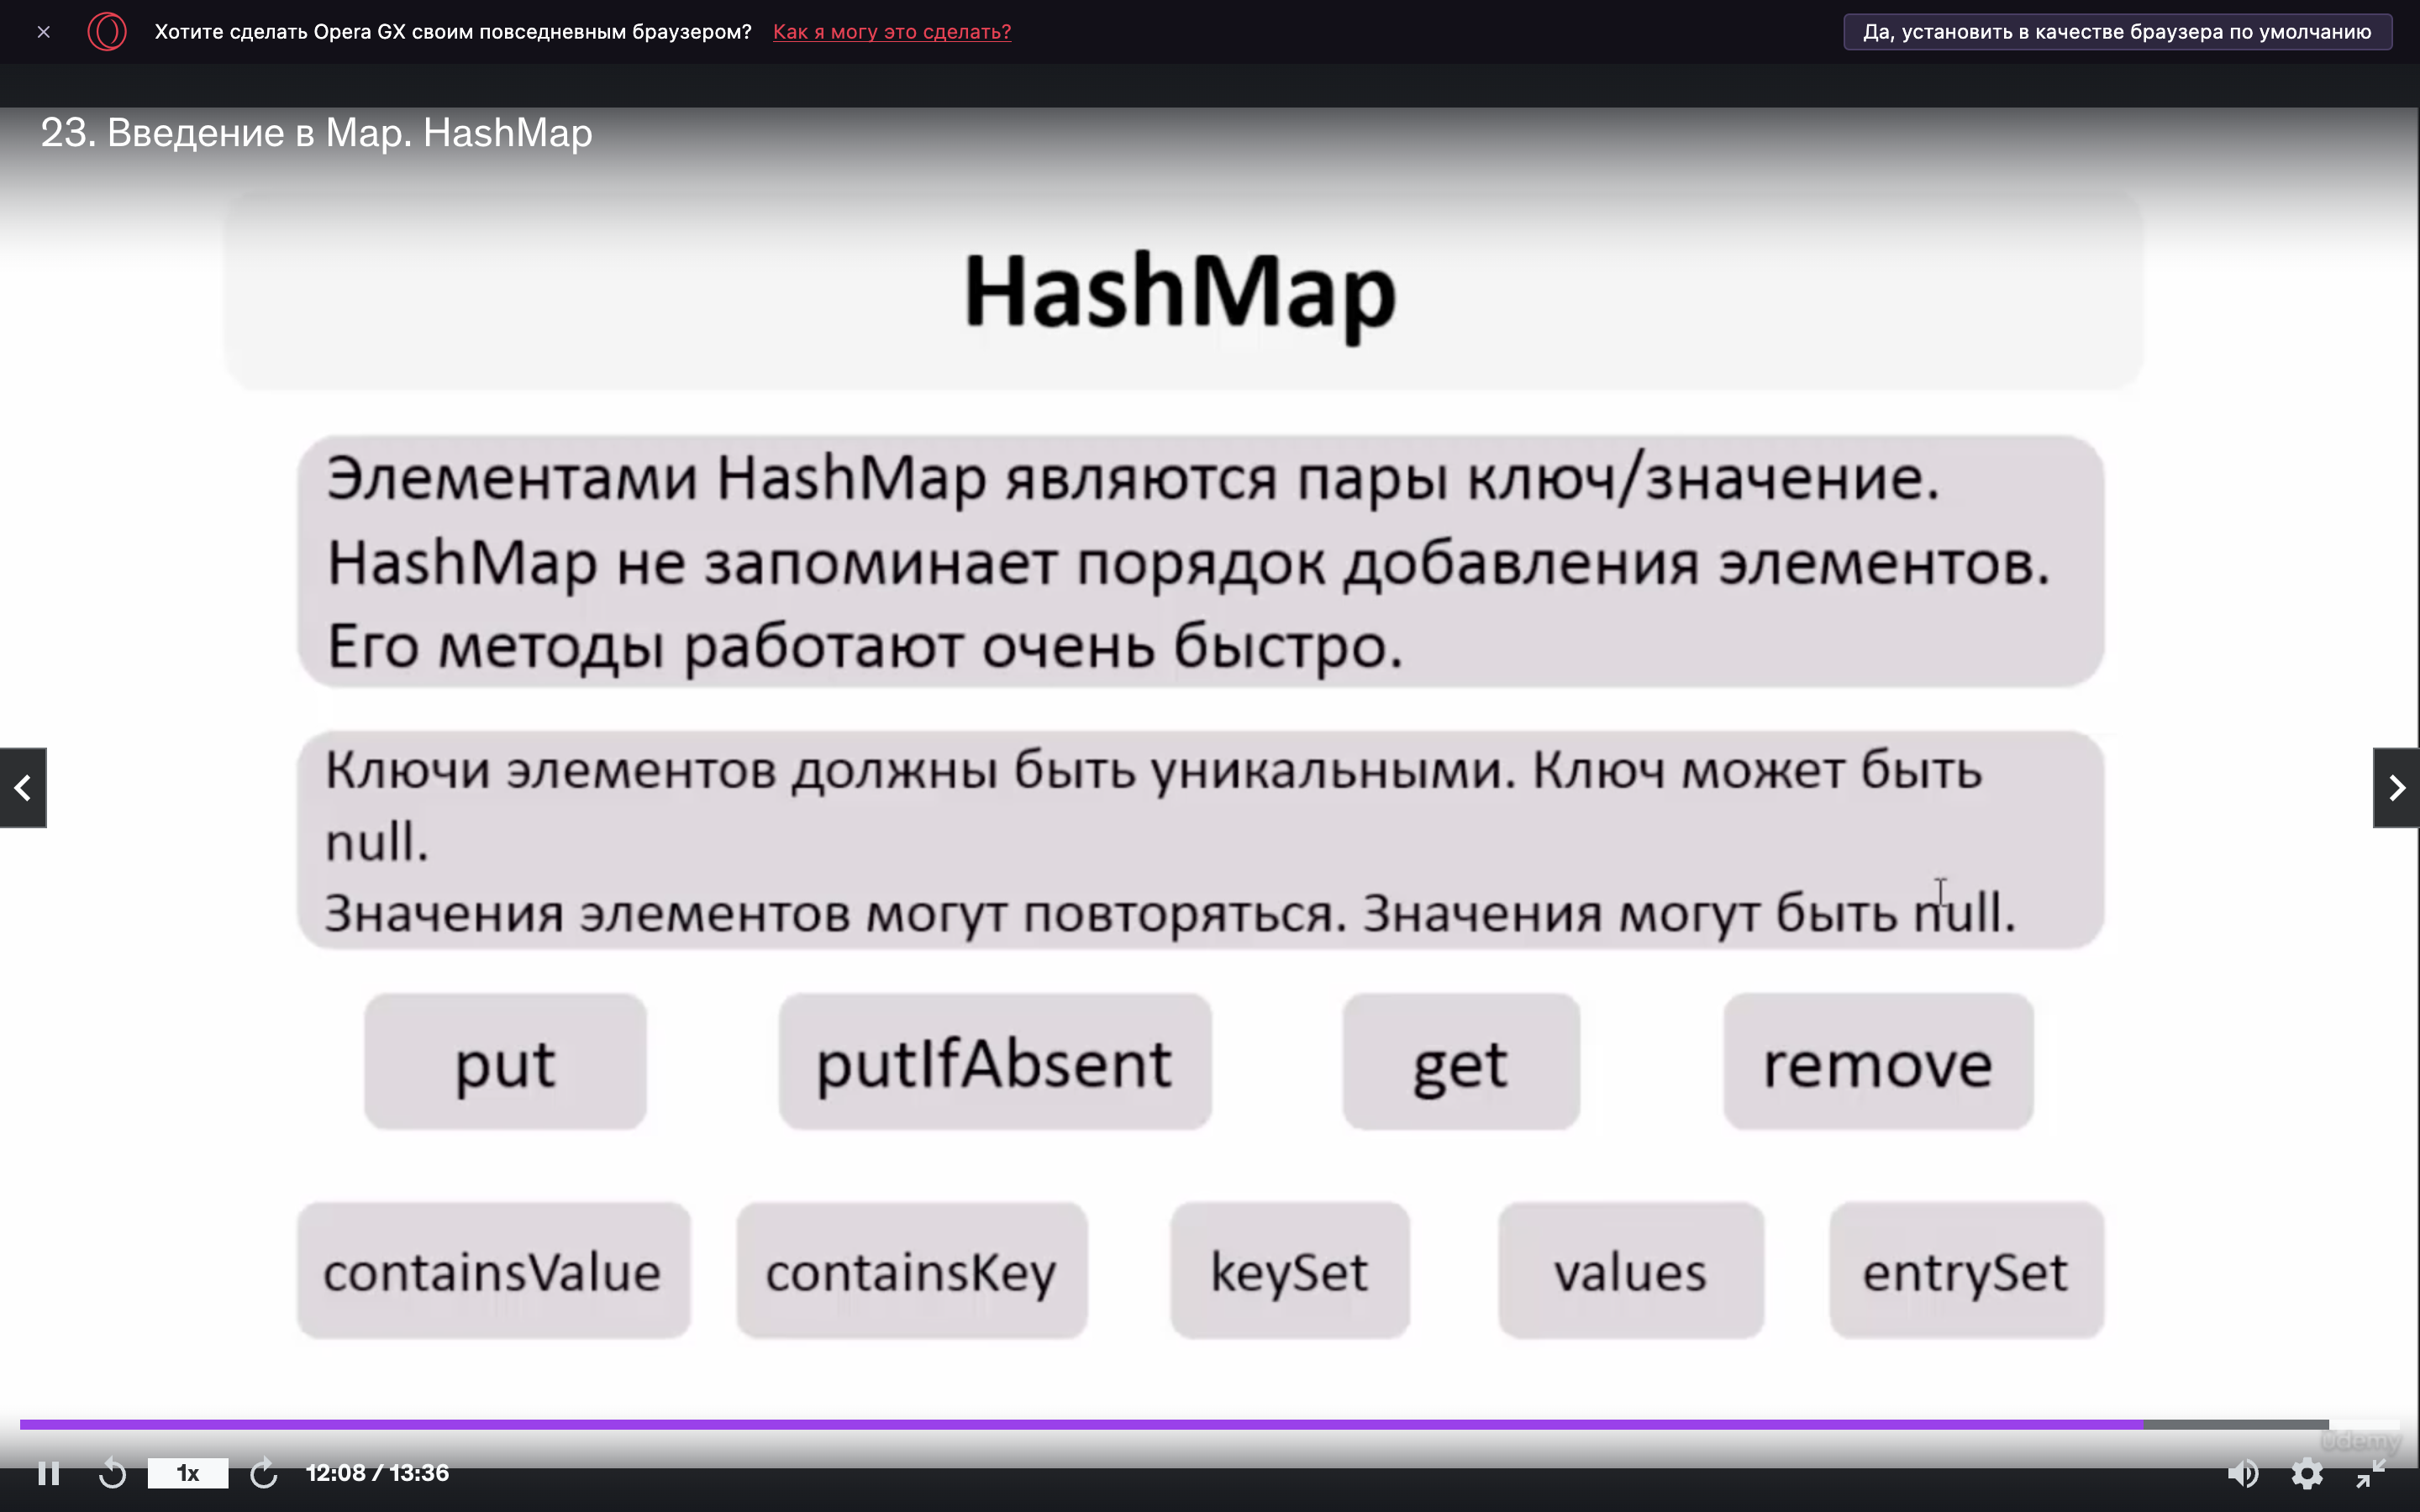 Хотите сделать Opera GX своим повседневным браузером? Как я могу это сделать? Да, установить в качестве браузера по умолчанию
23. Введение в Map. HashMap
HashMap
Элементами HashMap являются пары ключ/значение.
HashMap не запоминает порядок добавления элементов.
Его методы работают очень быстро.
Ключи элементов должны быть уникальными. Ключ может быть
null.
Значения элементов могут повторяться. Значения могут быть null.
put putIfAbsent get remove
containsValue containsKey keySet values entrySet
Udemy
1x 12:08 / 13:36